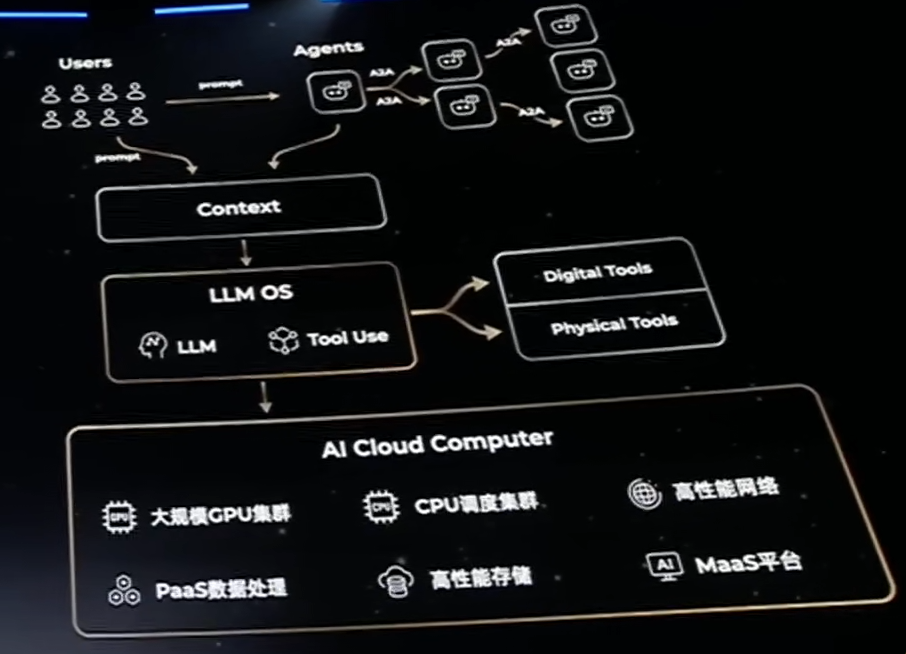 Users
Agents
prompt
A2A
A2A
A2A
A2A
prompt
Context
LLM OS
LLM
Tool Use
Digital Tools
Physical Tools
AI Cloud Computer
GPU
大规模GPU集群
CPU
CPU调度集群
高性能网络
PaaS数据处理
高性能存储
AI
MaaS平台